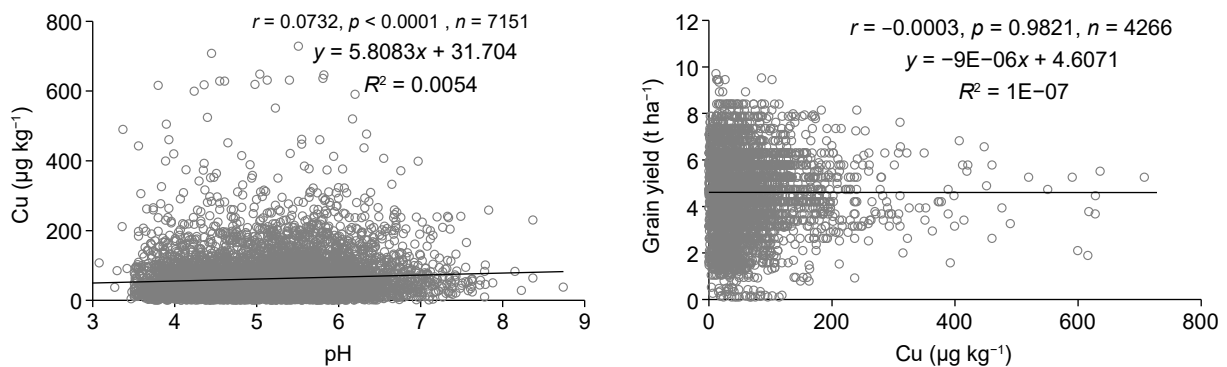 r = 0.0732, p < 0.0001 , n = 7151
y = 5.8083x + 31.704
R² = 0.0054
Cu (µg kg⁻¹)
800
600
400
200
0
3 4 5 6 7 8 9
pH
r = −0.0003, p = 0.9821, n = 4266
y = −9E−06x + 4.6071
R² = 1E−07
Grain yield (t ha⁻¹)
12
10
8
6
4
2
0
0 200 400 600 800
Cu (µg kg⁻¹)